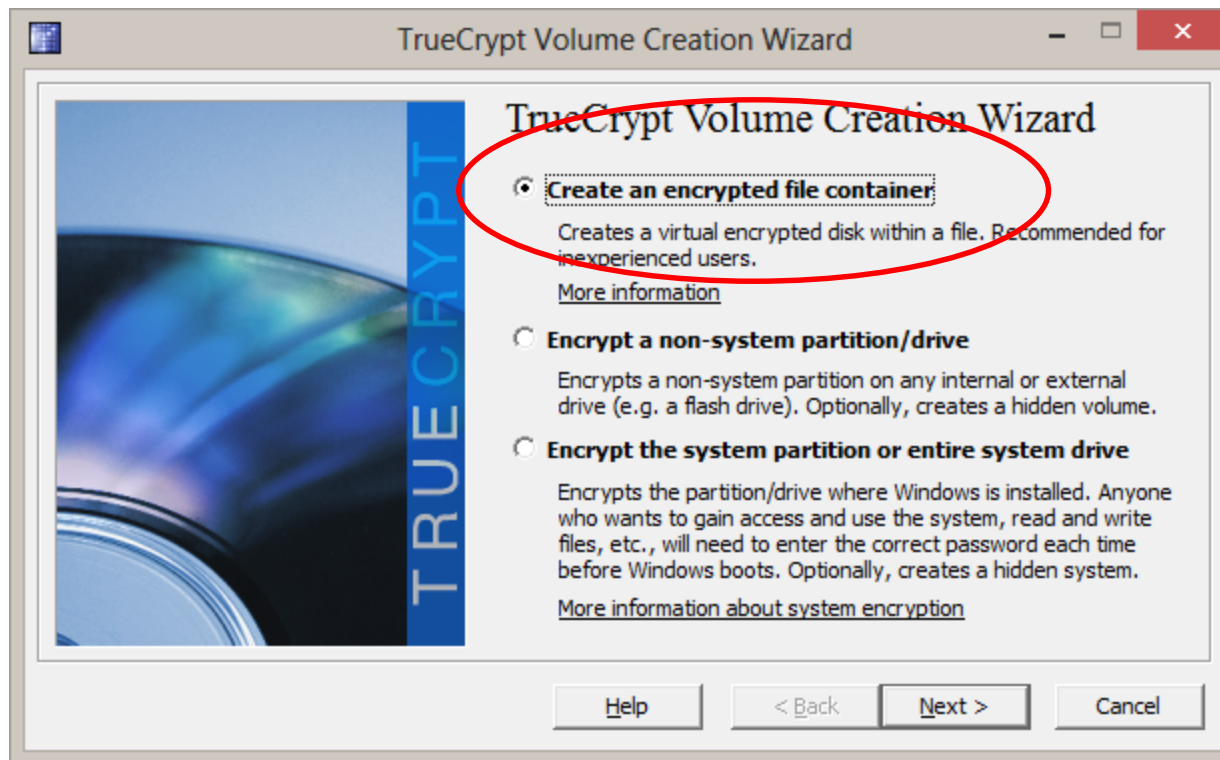 TrueCrypt Volume Creation Wizard
TRUECRYPT
TrueCrypt Volume Creation Wizard
Create an encrypted file container
Creates a virtual encrypted disk within a file. Recommended for
inexperienced users.
More information
Encrypt a non-system partition/drive
Encrypts a non-system partition on any internal or external
drive (e.g. a flash drive). Optionally, creates a hidden volume.
Encrypt the system partition or entire system drive
Encrypts the partition/drive where Windows is installed. Anyone
who wants to gain access and use the system, read and write
files, etc., will need to enter the correct password each time
before Windows boots. Optionally, creates a hidden system.
More information about system encryption
Help
< Back
Next >
Cancel